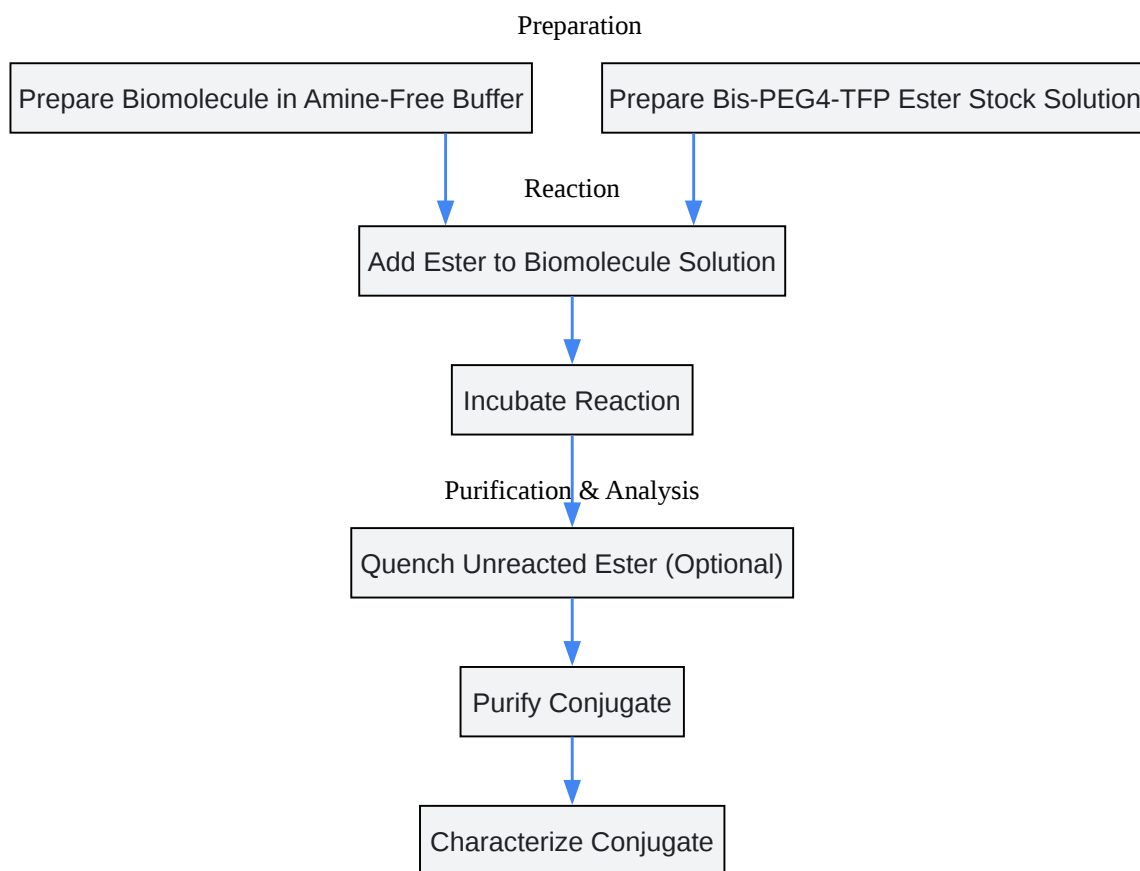 Preparation
Prepare Biomolecule in Amine-Free Buffer
Prepare Bis-PEG4-TFP Ester Stock Solution
Reaction
Add Ester to Biomolecule Solution
Incubate Reaction
Purification & Analysis
Quench Unreacted Ester (Optional)
Purify Conjugate
Characterize Conjugate